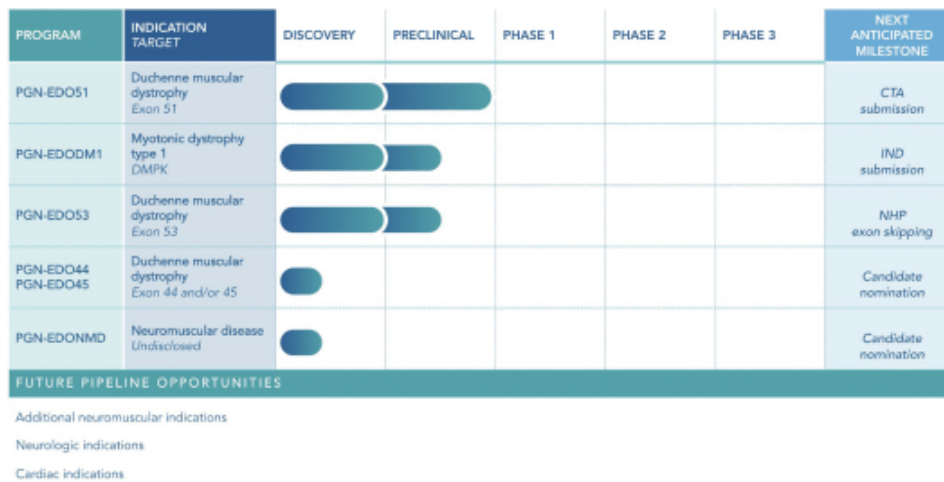 PROGRAM
INDICATION
TARGET
DISCOVERY
PRECLINICAL
PHASE 1
PHASE 2
PHASE 3
NEXT
ANTICIPATED
MILESTONE
PGN-EDO51
Duchenne muscular
dystrophy
Exon 51
CTA
submission
PGN-EDODM1
Myotonic dystrophy
type 1
DMPK
IND
submission
PGN-EDO53
Duchenne muscular
dystrophy
Exon 53
NHP
exon skipping
PGN-EDO44
PGN-EDO45
Duchenne muscular
dystrophy
Exon 44 and/or 45
Candidate
nomination
PGN-EDONMD
Neuromuscular disease
Undisclosed
Candidate
nomination
FUTURE PIPELINE OPPORTUNITIES
Additional neuromuscular indications
Neurologic indications
Cardiac indications